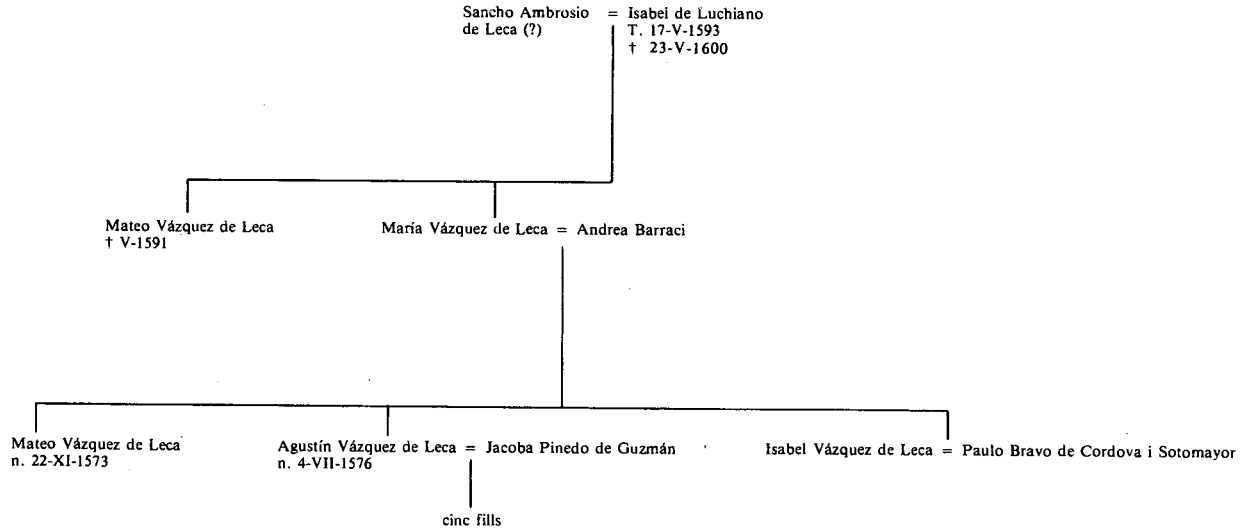 Sancho Ambrosio = Isabel de Luchiano
de Leca (?) T. 17-V-1593
† 23-V-1600
Mateo Vázquez de Leca
† V-1591
María Vázquez de Leca = Andrea Barraci
Mateo Vázquez de Leca
n. 22-XI-1573
Agustín Vázquez de Leca = Jacoba Pinedo de Guzmán
n. 4-VII-1576
Isabel Vázquez de Leca = Paulo Bravo de Cordova i Sotomayor
cinc fills